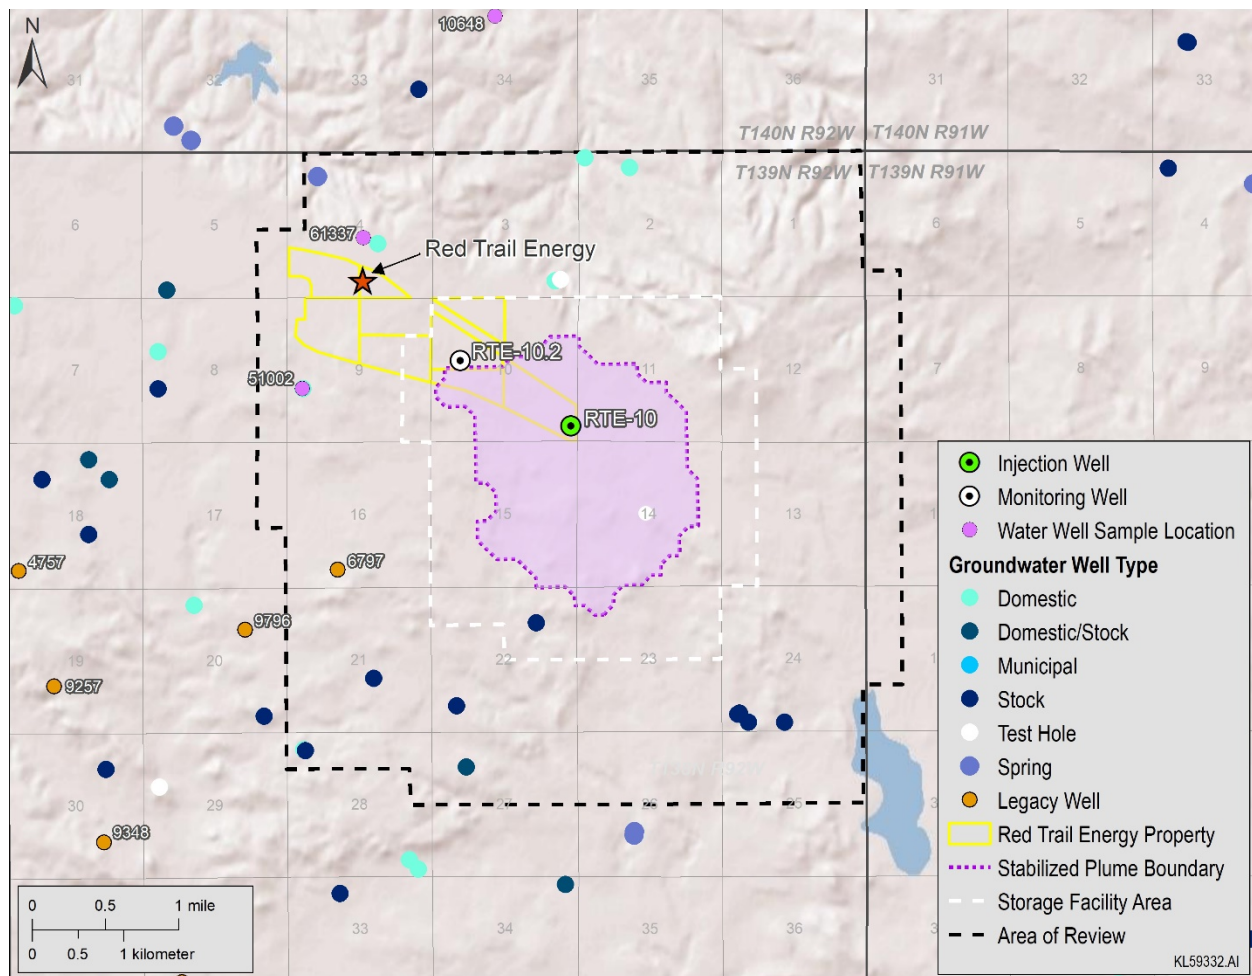 N
10648
31
33
34
35
36
31
32
33
T140N R92W
T140N R91W
T139N R92W
T139N R91W
6
5
4
3
2
1
6
5
4
61337
Red Trail Energy
RTE-10.2
7
8
9
10
11
12
10
9
51002
RTE-10
18
17
16
15
14
13
4757
6797
9796
19
20
21
22
23
24
9257
T138N R92W
30
29
28
27
26
25
9348
33
34
35
Injection Well
Monitoring Well
Water Well Sample Location
Groundwater Well Type
Domestic
Domestic/Stock
Municipal
Stock
Test Hole
Spring
Legacy Well
Red Trail Energy Property
Stabilized Plume Boundary
Storage Facility Area
Area of Review
KL59332.AI
0 0.5 1 mile
0 0.5 1 kilometer